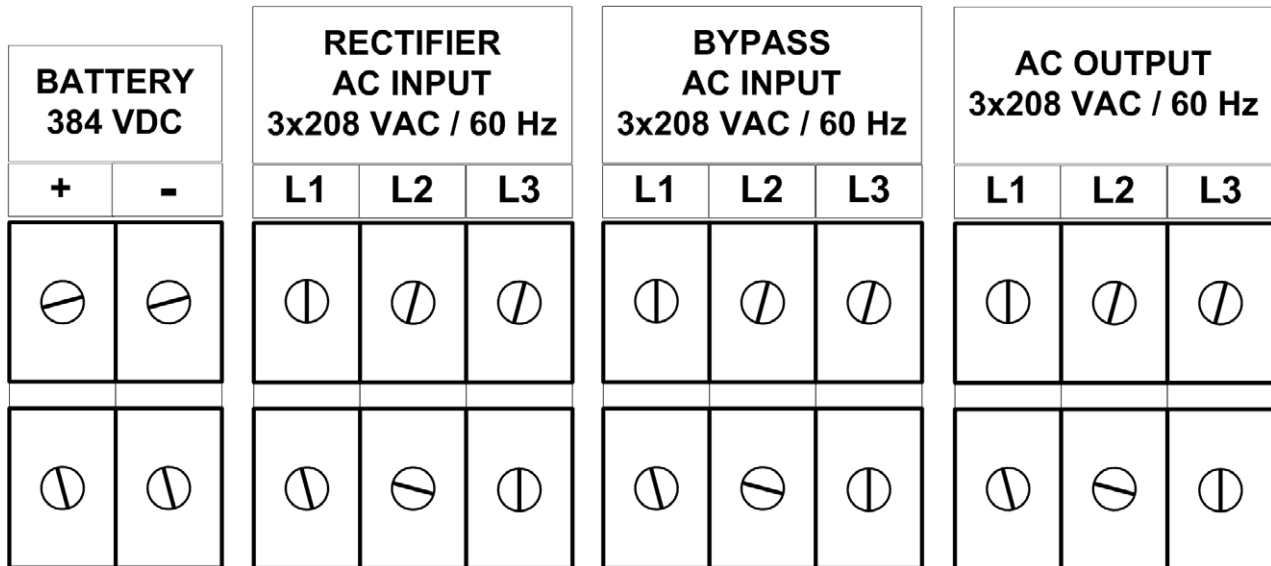 BATTERY
384 VDC
+ -
RECTIFIER
AC INPUT
3x208 VAC / 60 Hz
L1 L2 L3
BYPASS
AC INPUT
3x208 VAC / 60 Hz
L1 L2 L3
AC OUTPUT
3x208 VAC / 60 Hz
L1 L2 L3